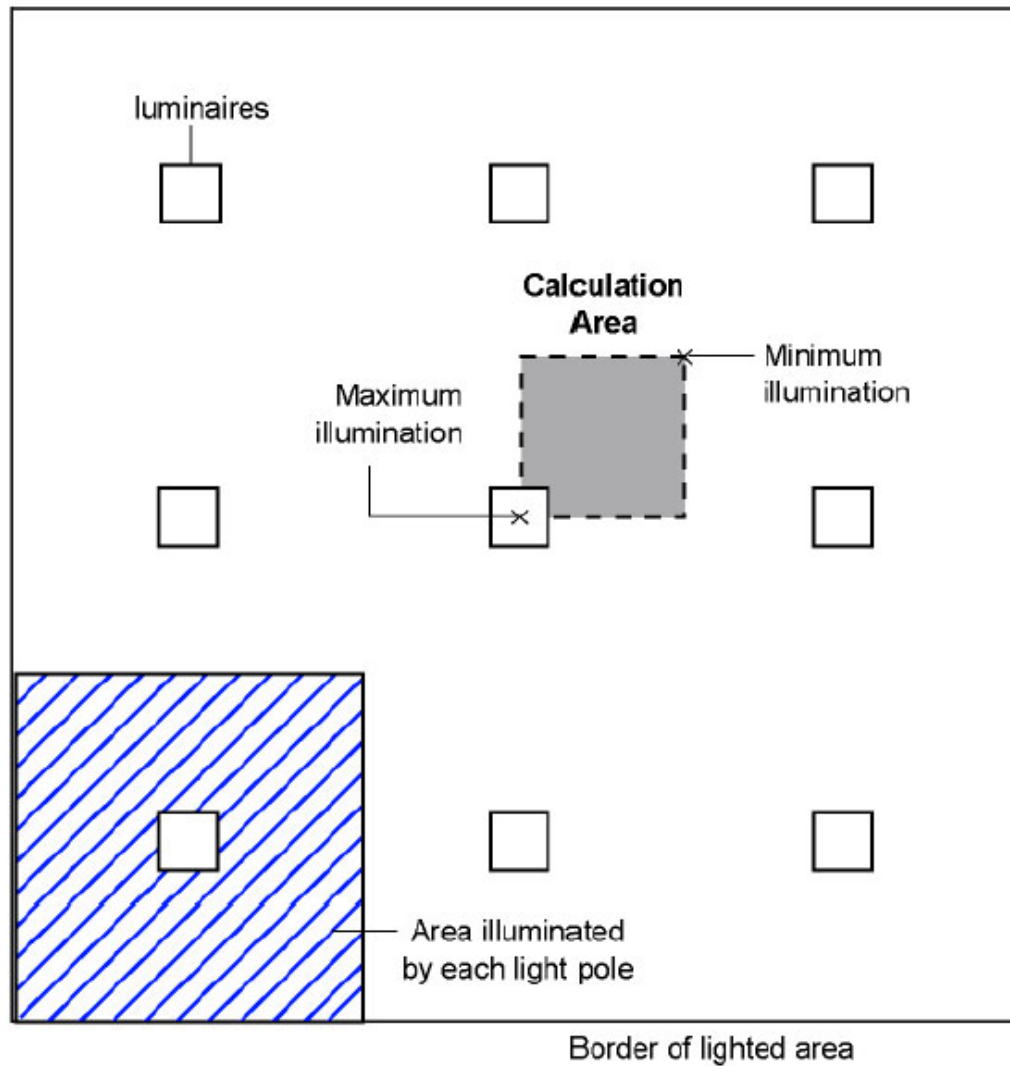 luminaires
Calculation
Area
Minimum
illumination
Maximum
illumination
Area illuminated
by each light pole
Border of lighted area